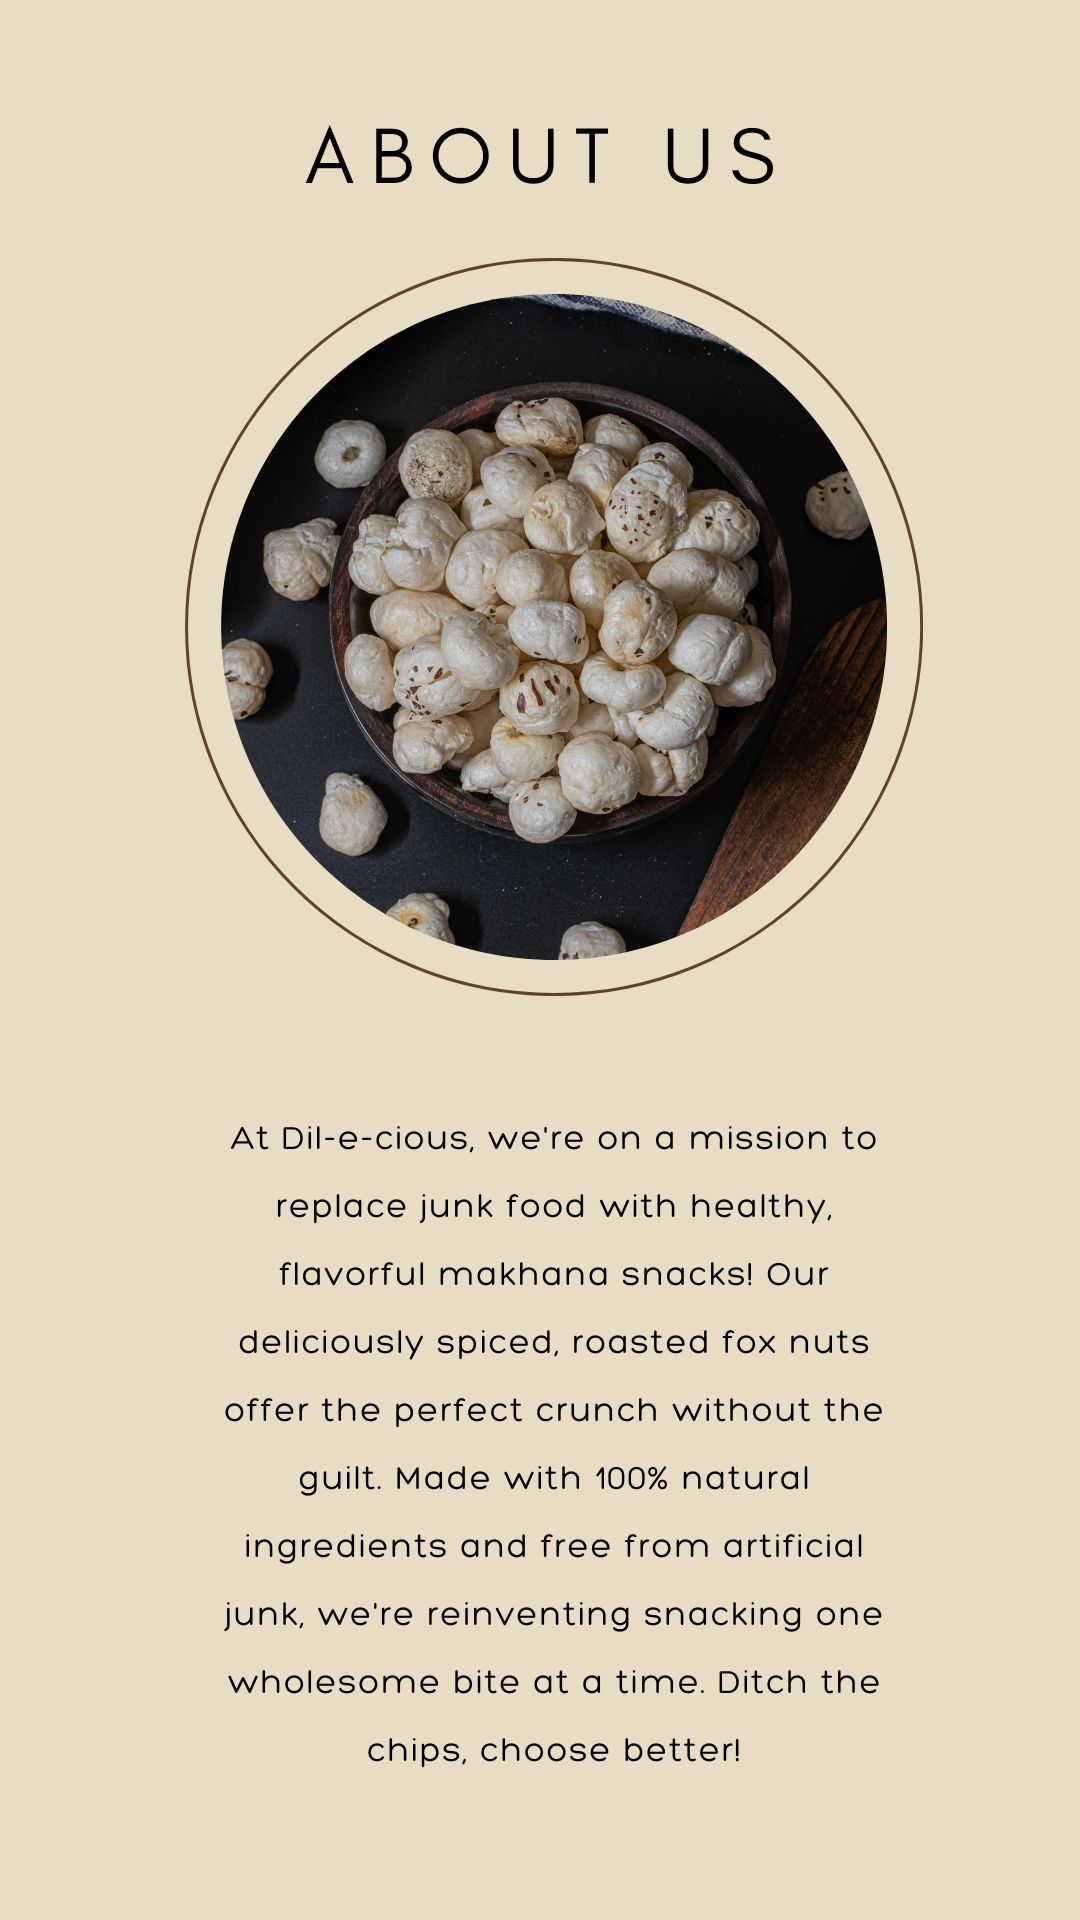 ABOUT US
At Dil-e-cious, we're on a mission to
replace junk food with healthy,
flavorful makhana snacks! Our
deliciously spiced, roasted fox nuts
offer the perfect crunch without the
guilt. Made with 100% natural
ingredients and free from artificial
junk, we're reinventing snacking one
wholesome bite at a time. Ditch the
chips, choose better!